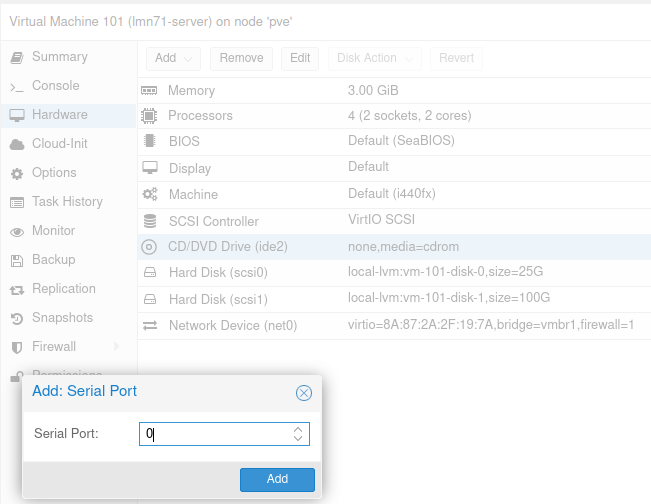 Virtual Machine 101 (lmn71-server) on node 'pve'
Summary
Console
Hardware
Cloud-Init
Options
Task History
Monitor
Backup
Replication
Snapshots
Firewall
Permissions
Add Remove Edit Disk Action Revert
Memory 3.00 GiB
Processors 4 (2 sockets, 2 cores)
BIOS Default (SeaBIOS)
Display Default
Machine Default (i440fx)
SCSI Controller VirtIO SCSI
CD/DVD Drive (ide2) none,media=cdrom
Hard Disk (scsi0) local-lvm:vm-101-disk-0,size=25G
Hard Disk (scsi1) local-lvm:vm-101-disk-1,size=100G
Network Device (net0) virtio=8A:87:2A:2F:19:7A,bridge=vmbr1,firewall=1
Add: Serial Port
Serial Port: 0
Add